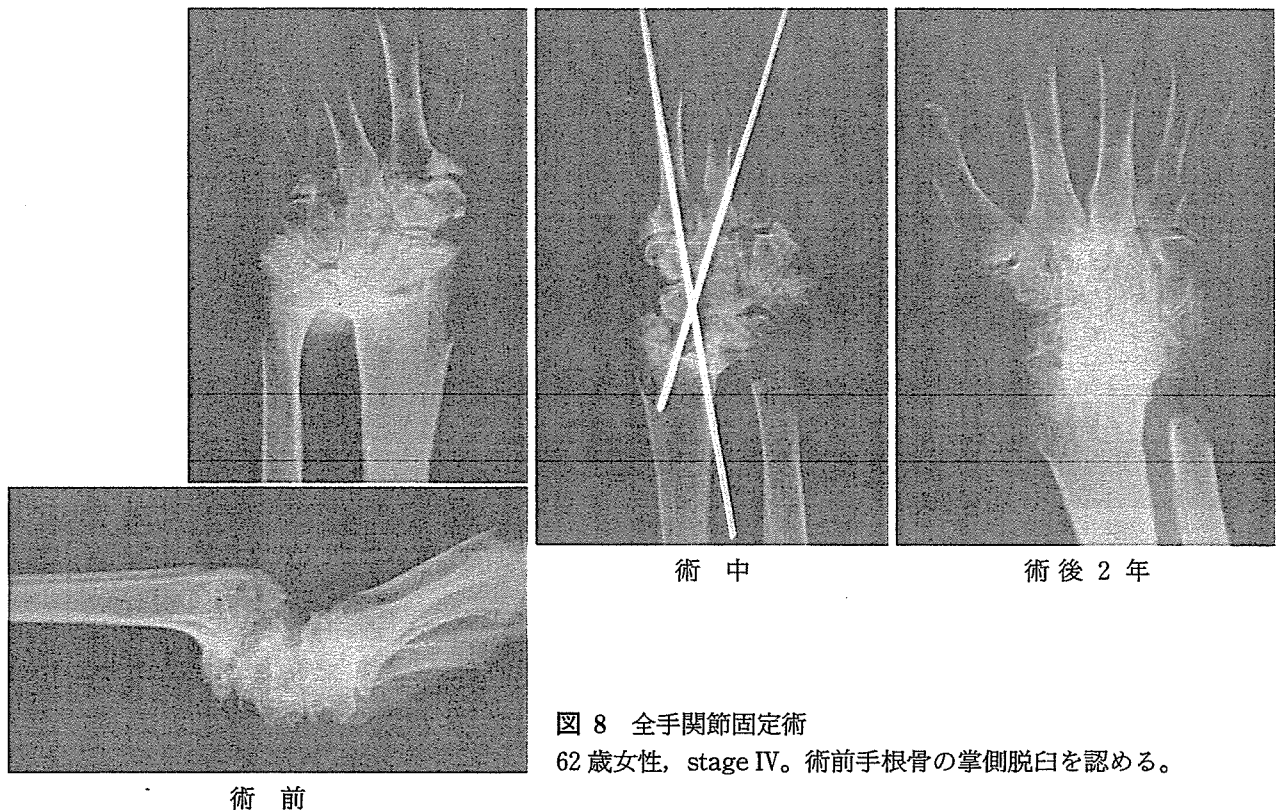 術 中
術後 2 年
図 8 全手関節固定術
62 歳女性, stage Ⅳ。術前手根骨の掌側脱臼を認める。
術 前